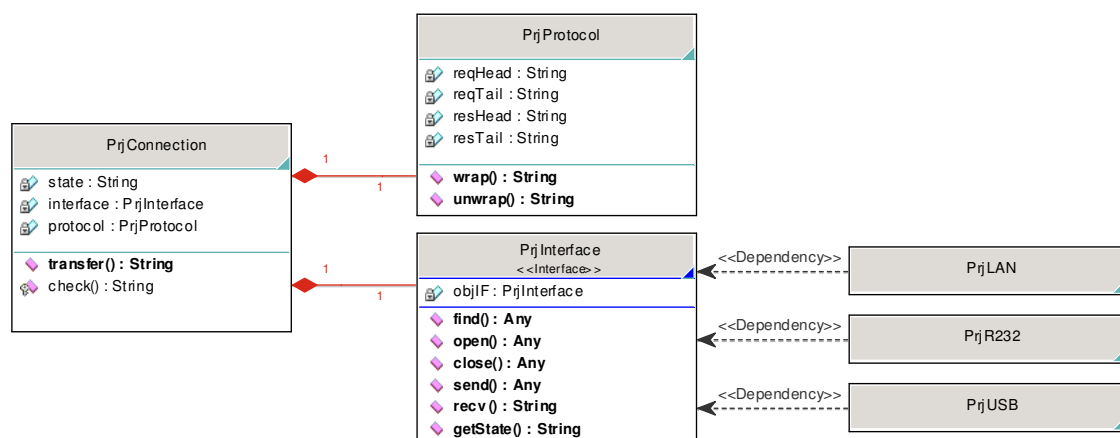 PrjProtocol
reqHead : String
reqTail : String
resHead : String
resTail : String
wrap() : String
unwrap() : String
PrjConnection
state : String
interface : PrjInterface
protocol : PrjProtocol
transfer() : String
check() : String
1
1
1
1
PrjInterface
<<Interface>>
objIF : PrjInterface
find() : Any
open() : Any
close() : Any
send() : Any
recv() : String
getState() : String
<<Dependency>>
PrjLAN
<<Dependency>>
PrjR232
<<Dependency>>
PrjUSB